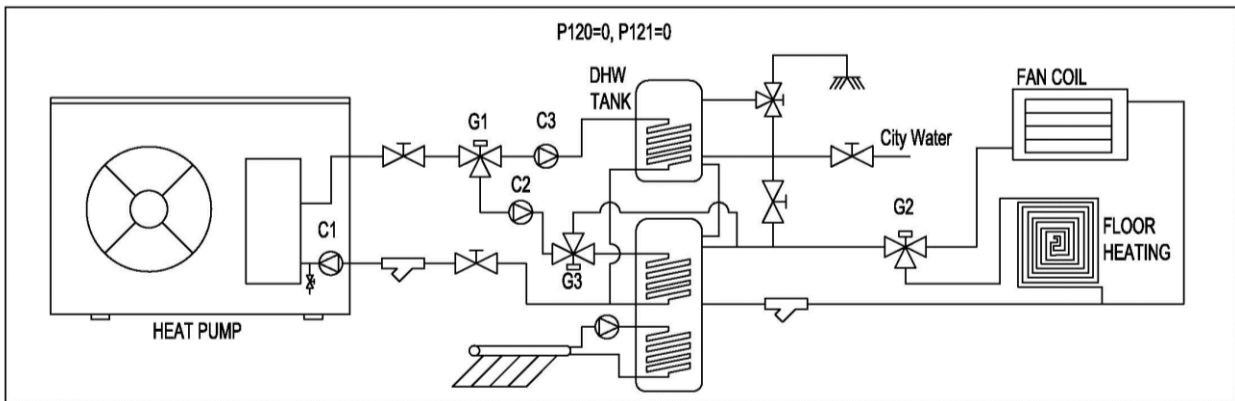 P120=0, P121=0
DHW
TANK
FAN COIL
G1
C3
City Water
C2
G2
C1
FLOOR
HEATING
G3
HEAT PUMP